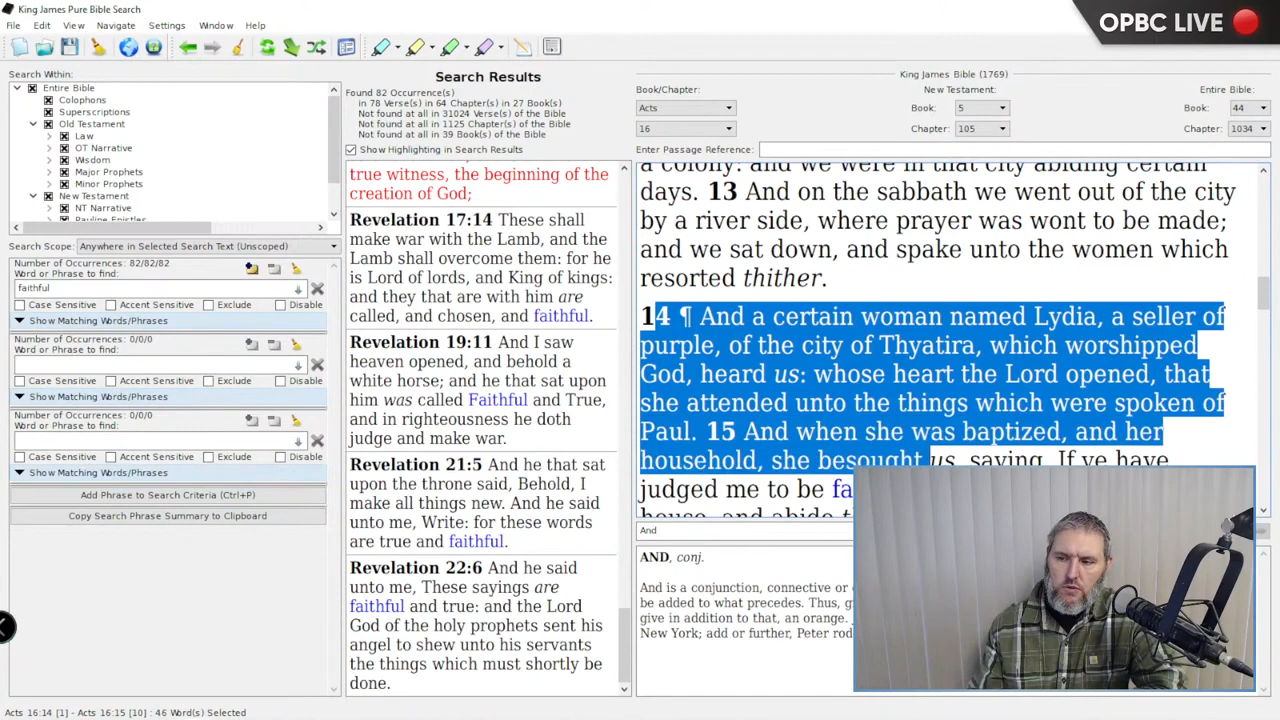 King James Pure Bible Search
OPBC LIVE
File Edit View Navigate Settings Window Help
Search Within:
Entire Bible
Colophons
Superscriptions
Old Testament
Law
OT Narrative
Wisdom
Major Prophets
Minor Prophets
New Testament
NT Narrative
Pauline Epistles
Search Scope: Anywhere in Selected Search Text (Unscoped)
Number of Occurrences: 82/82/82
Word or Phrase to find:
faithful
Case Sensitive Accent Sensitive Exclude Disable
Show Matching Words/Phrases
Number of Occurrences: 0/0/0
Word or Phrase to find:
Case Sensitive Accent Sensitive Exclude Disable
Show Matching Words/Phrases
Number of Occurrences: 0/0/0
Word or Phrase to find:
Case Sensitive Accent Sensitive Exclude Disable
Show Matching Words/Phrases
Add Phrase to Search Criteria (Ctrl+P)
Copy Search Phrase Summary to Clipboard
Search Results
Found 82 Occurrence(s)
in 78 Verse(s) in 64 Chapter(s) in 27 Book(s)
Not found at all in 31024 Verse(s) of the Bible
Not found at all in 1125 Chapter(s) of the Bible
Not found at all in 39 Book(s) of the Bible
Show Highlighting in Search Results
true witness, the beginning of the
creation of God;
Revelation 17:14 These shall
make war with the Lamb, and the
Lamb shall overcome them: for he
is Lord of lords, and King of kings:
and they that are with him are
called, and chosen, and faithful.
Revelation 19:11 And I saw
heaven opened, and behold a
white horse; and he that sat upon
him was called Faithful and True,
and in righteousness he doth
judge and make war.
Revelation 21:5 And he that sat
upon the throne said, Behold, I
make all things new. And he said
unto me, Write: for these words
are true and faithful.
Revelation 22:6 And he said
unto me, These sayings are
faithful and true: and the Lord
God of the holy prophets sent his
angel to shew unto his servants
the things which must shortly be
done.
King James Bible (1769)
Book/Chapter: New Testament: Entire Bible:
Acts Book: 5 Book: 44
16 Chapter: 105 Chapter: 1034
Enter Passage Reference:
a colony: and we were in that city abiding certain
days. 13 And on the sabbath we went out of the city
by a river side, where prayer was wont to be made;
and we sat down, and spake unto the women which
resorted thither.
14 ¶ And a certain woman named Lydia, a seller of
purple, of the city of Thyatira, which worshipped
God, heard us: whose heart the Lord opened, that
she attended unto the things which were spoken of
Paul. 15 And when she was baptized, and her
household, she besought us, saying, If ye have
judged me to be fa
house, and abide
And
AND, conj.
And is a conjunction, connective or
be added to what precedes. Thus, g
give in addition to that, an orange.
New York; add or further, Peter rod
Acts 16:14 [1] - Acts 16:15 [10] : 46 Word(s) Selected